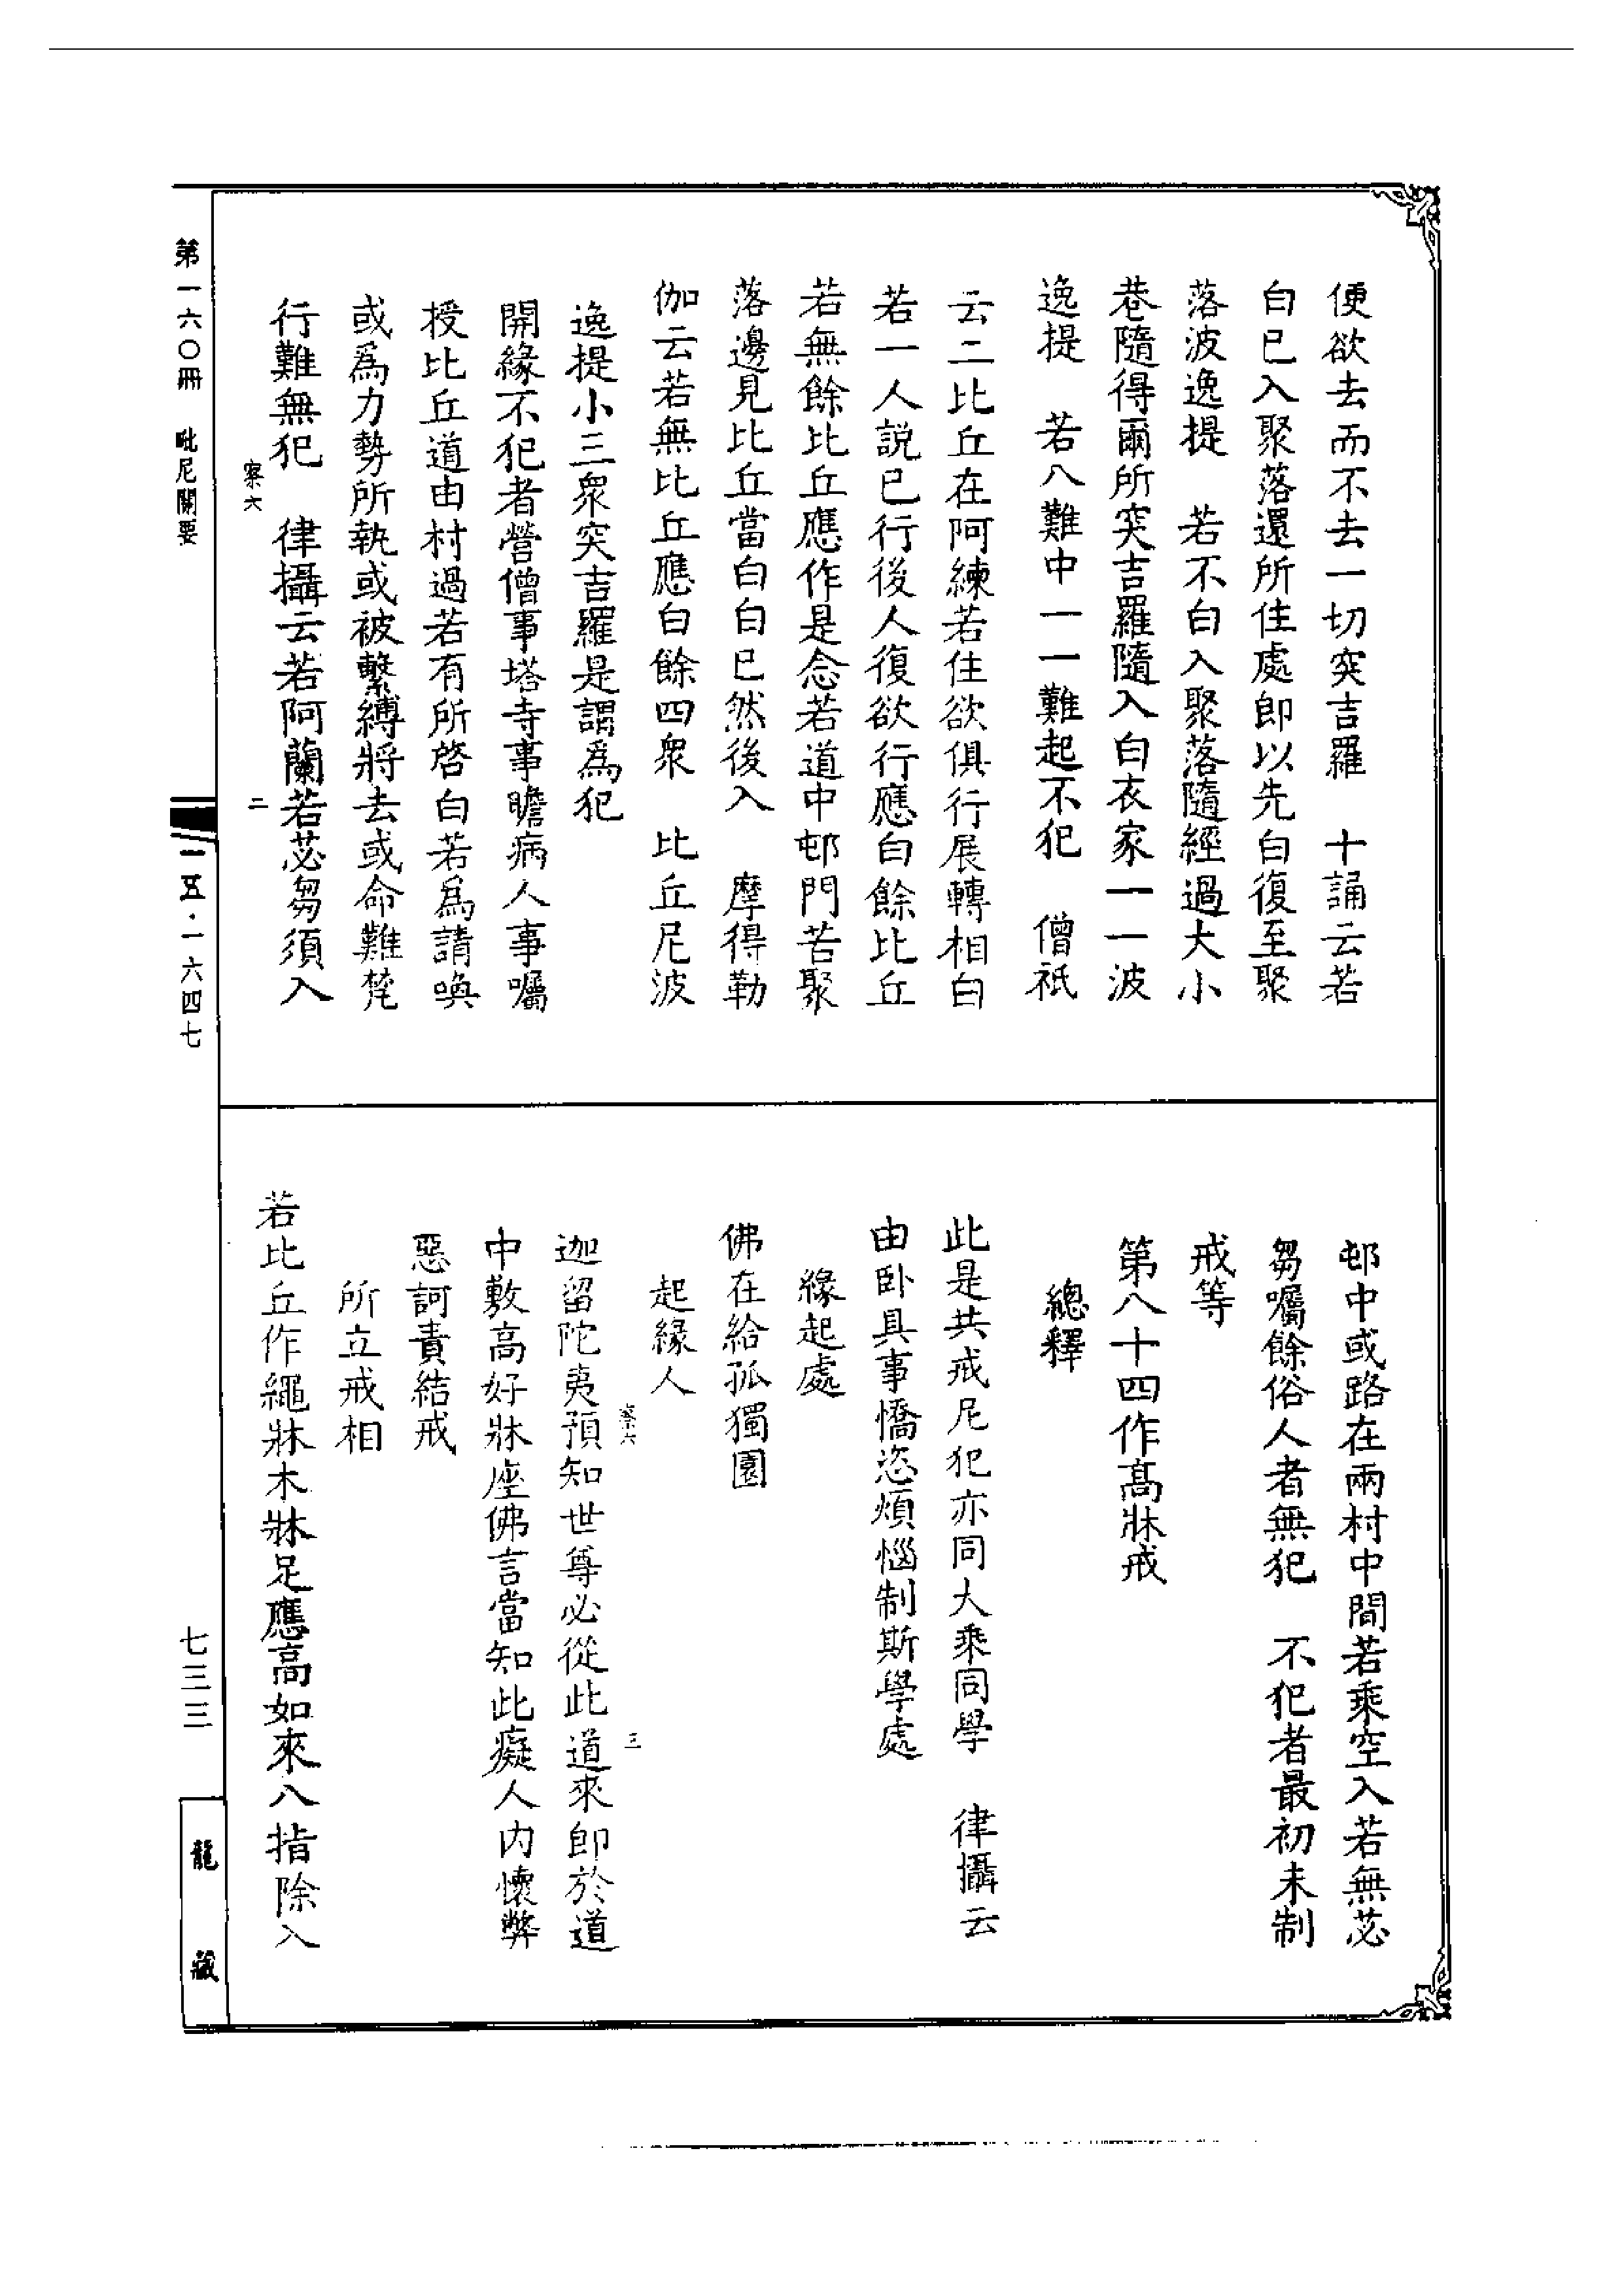 便欲去而不去一切突吉羅　十誦云若
白已入聚落還所住處即以先白復至聚
落波逸提　若不白入聚落隨經過大小
巷隨得爾所突吉羅隨入白衣家一一波
逸提　若八難中一一難起不犯　僧祇
云二比丘在阿練若住欲俱行展轉相白
若一人說已行後人復欲行應白餘比丘
若無餘比丘應作是念若道中邨門若聚
落邊見比丘當白白已然後入　摩得勒
伽云若無比丘應白餘四衆　比丘尼波
逸提小三衆突吉羅是謂爲犯
開緣不犯者營僧事塔寺事瞻病人事囑
授比丘道由村過若有所啓白若爲請喚
或爲力勢所執或被繫縛將去或命難梵
行難無犯　律攝云若阿蘭若苾芻須入
寨六　二
邨中或路在兩村中間若乘空入若無苾
芻囑餘俗人者無犯　不犯者最初未制
戒等
第八十四作高牀戒
總釋
此是共戒尼犯亦同大乘同學　律攝云
由臥具事憍恣煩惱制斯學處
緣起處
佛在給孤獨園
起緣人
寨六　三
迦留陀夷預知世尊必從此道來即於道
中敷高好牀座佛言當知此癡人內懷弊
惡訶責結戒
所立戒相
若比丘作繩牀木牀足應高如來八指除入
第一六〇冊　毗尼關要
一五·一六四七
七三三
龍藏